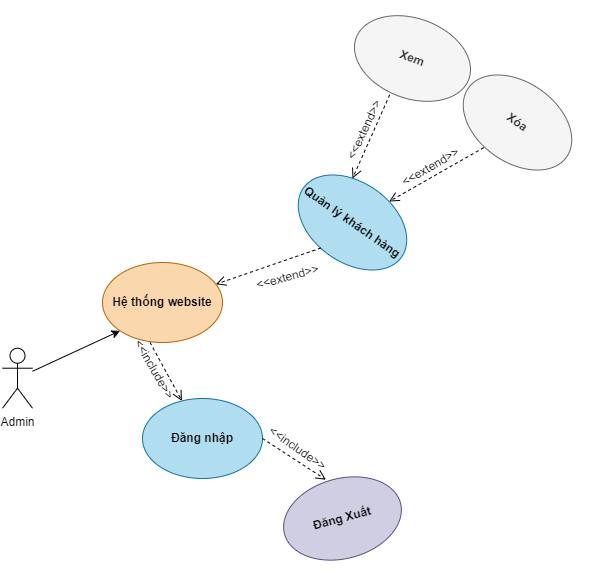 Xem
Xóa
<<extend>>
<<extend>>
Quản lý khách hàng
<<extend>>
Hệ thống website
<<include>>
Admin
Đăng nhập
<<include>>
Đăng Xuất